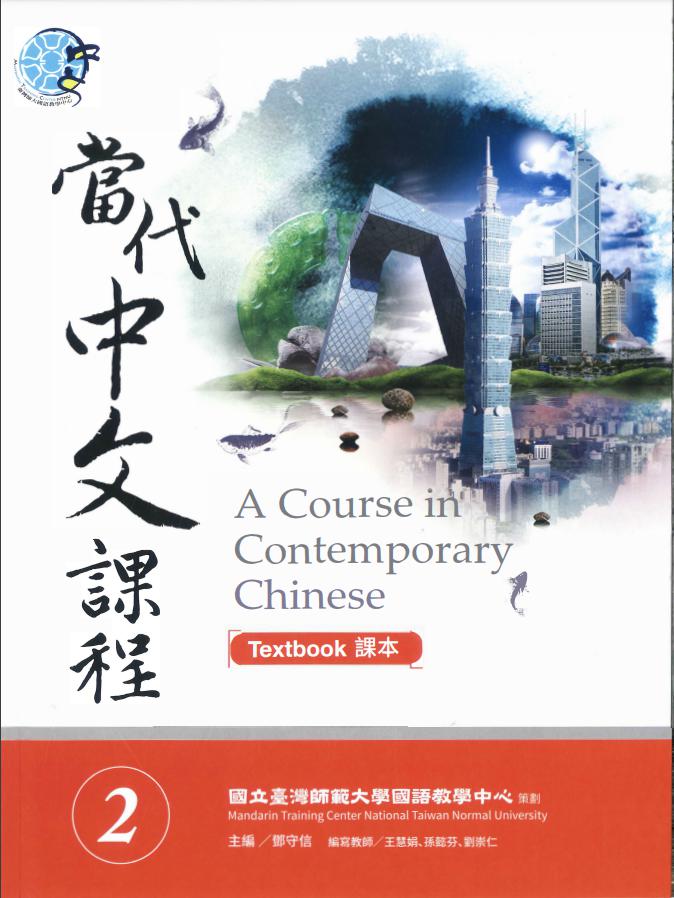 當代中文課程
A Course in
Contemporary
Chinese
Textbook 課本
2
國立臺灣師範大學國語教學中心 策劃
Mandarin Training Center National Taiwan Normal University
主編／鄧守信 編寫教師／王慧娟、孫懿芬、劉崇仁